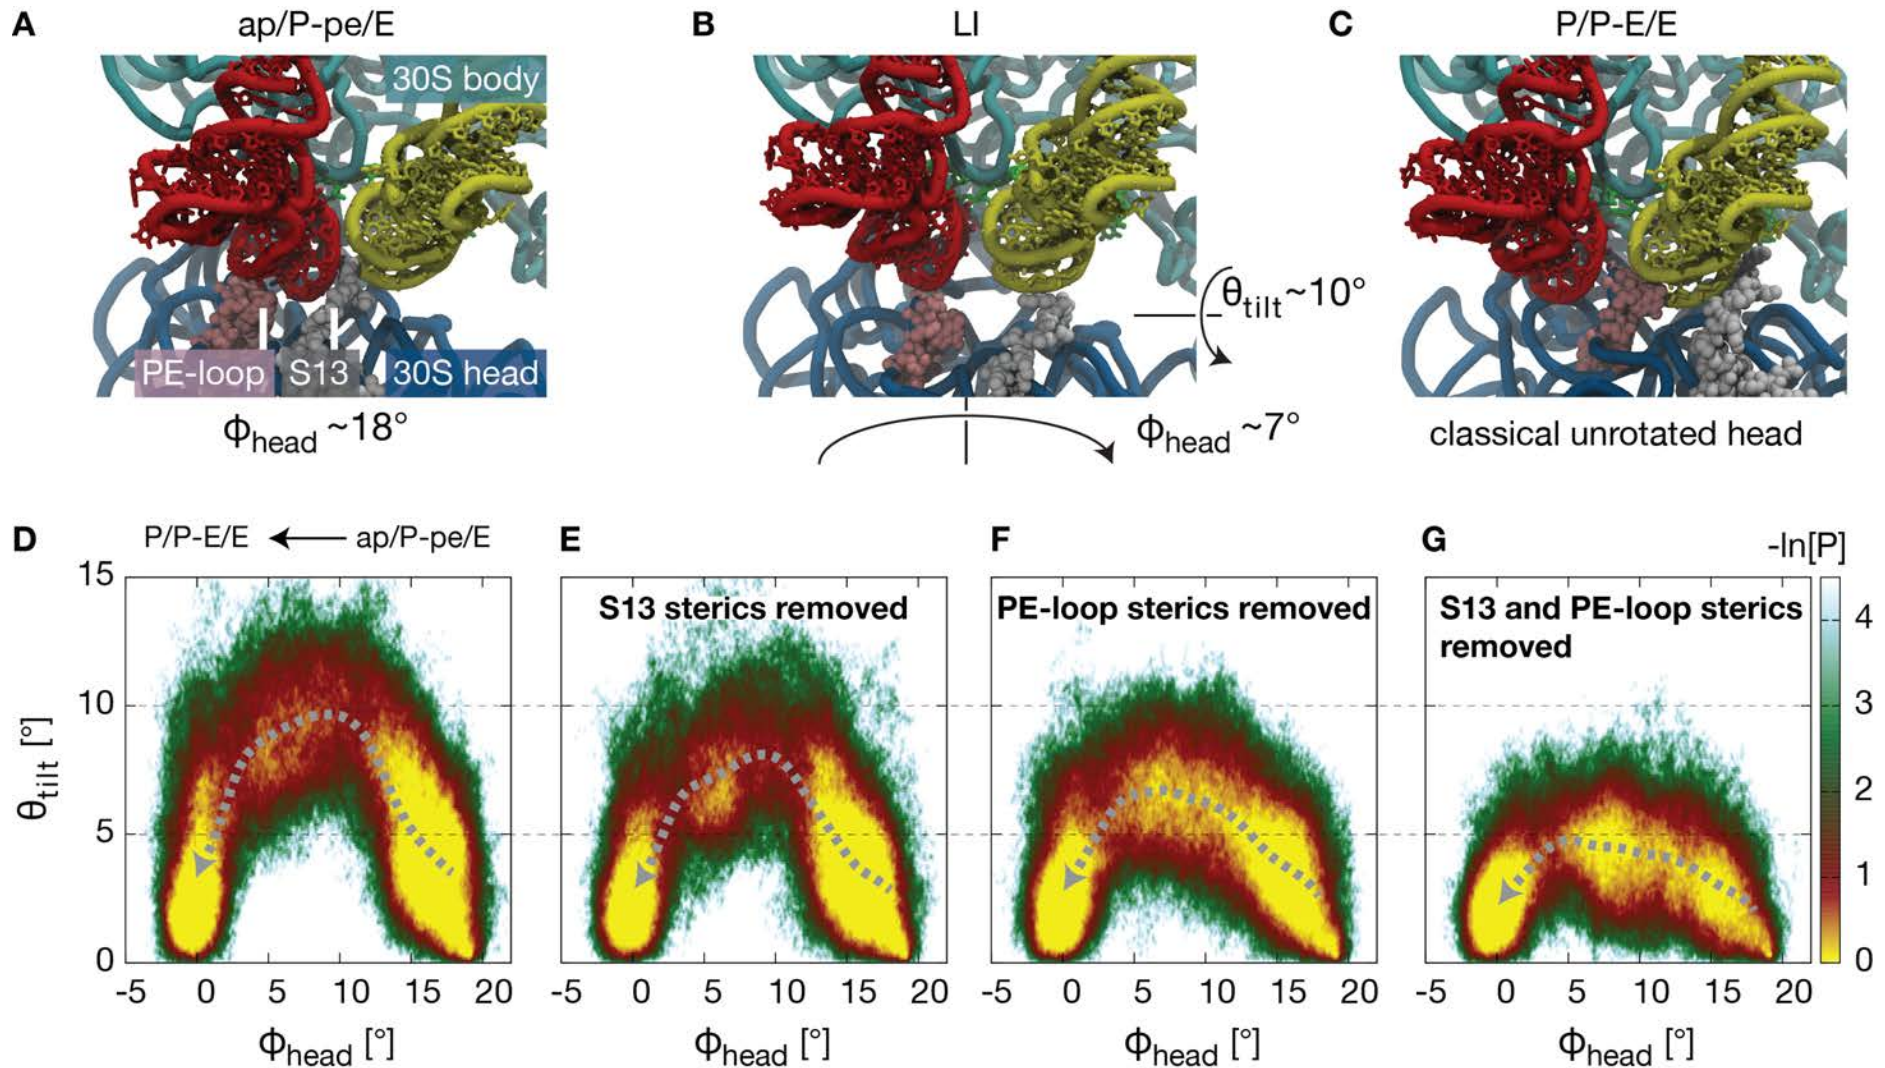 A
ap/P-pe/E
30S body
PE-loop
S13
30S head
ϕhead ~18°
B
LI
θtilt~10°
ϕhead ~7°
C
P/P-E/E
classical unrotated head
D
P/P-E/E
ap/P-pe/E
15
10
5
0
θtilt [°]
-5 0 5 10 15 20
ϕhead [°]
E
S13 sterics removed
-5 0 5 10 15 20
ϕhead [°]
F
PE-loop sterics removed
-5 0 5 10 15 20
ϕhead [°]
G
S13 and PE-loop sterics
removed
-5 0 5 10 15 20
ϕhead [°]
-ln[P]
4
3
2
1
0